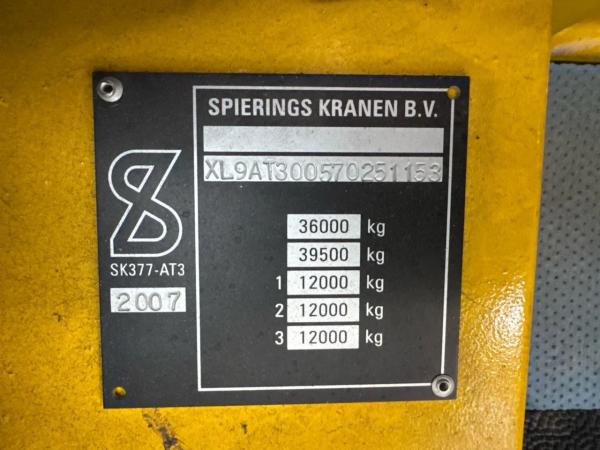 SPIERINGS KRANEN B.V.
XL9AT300570251153
SK377-AT3
2007
36000 kg
39500 kg
1 12000 kg
2 12000 kg
3 12000 kg